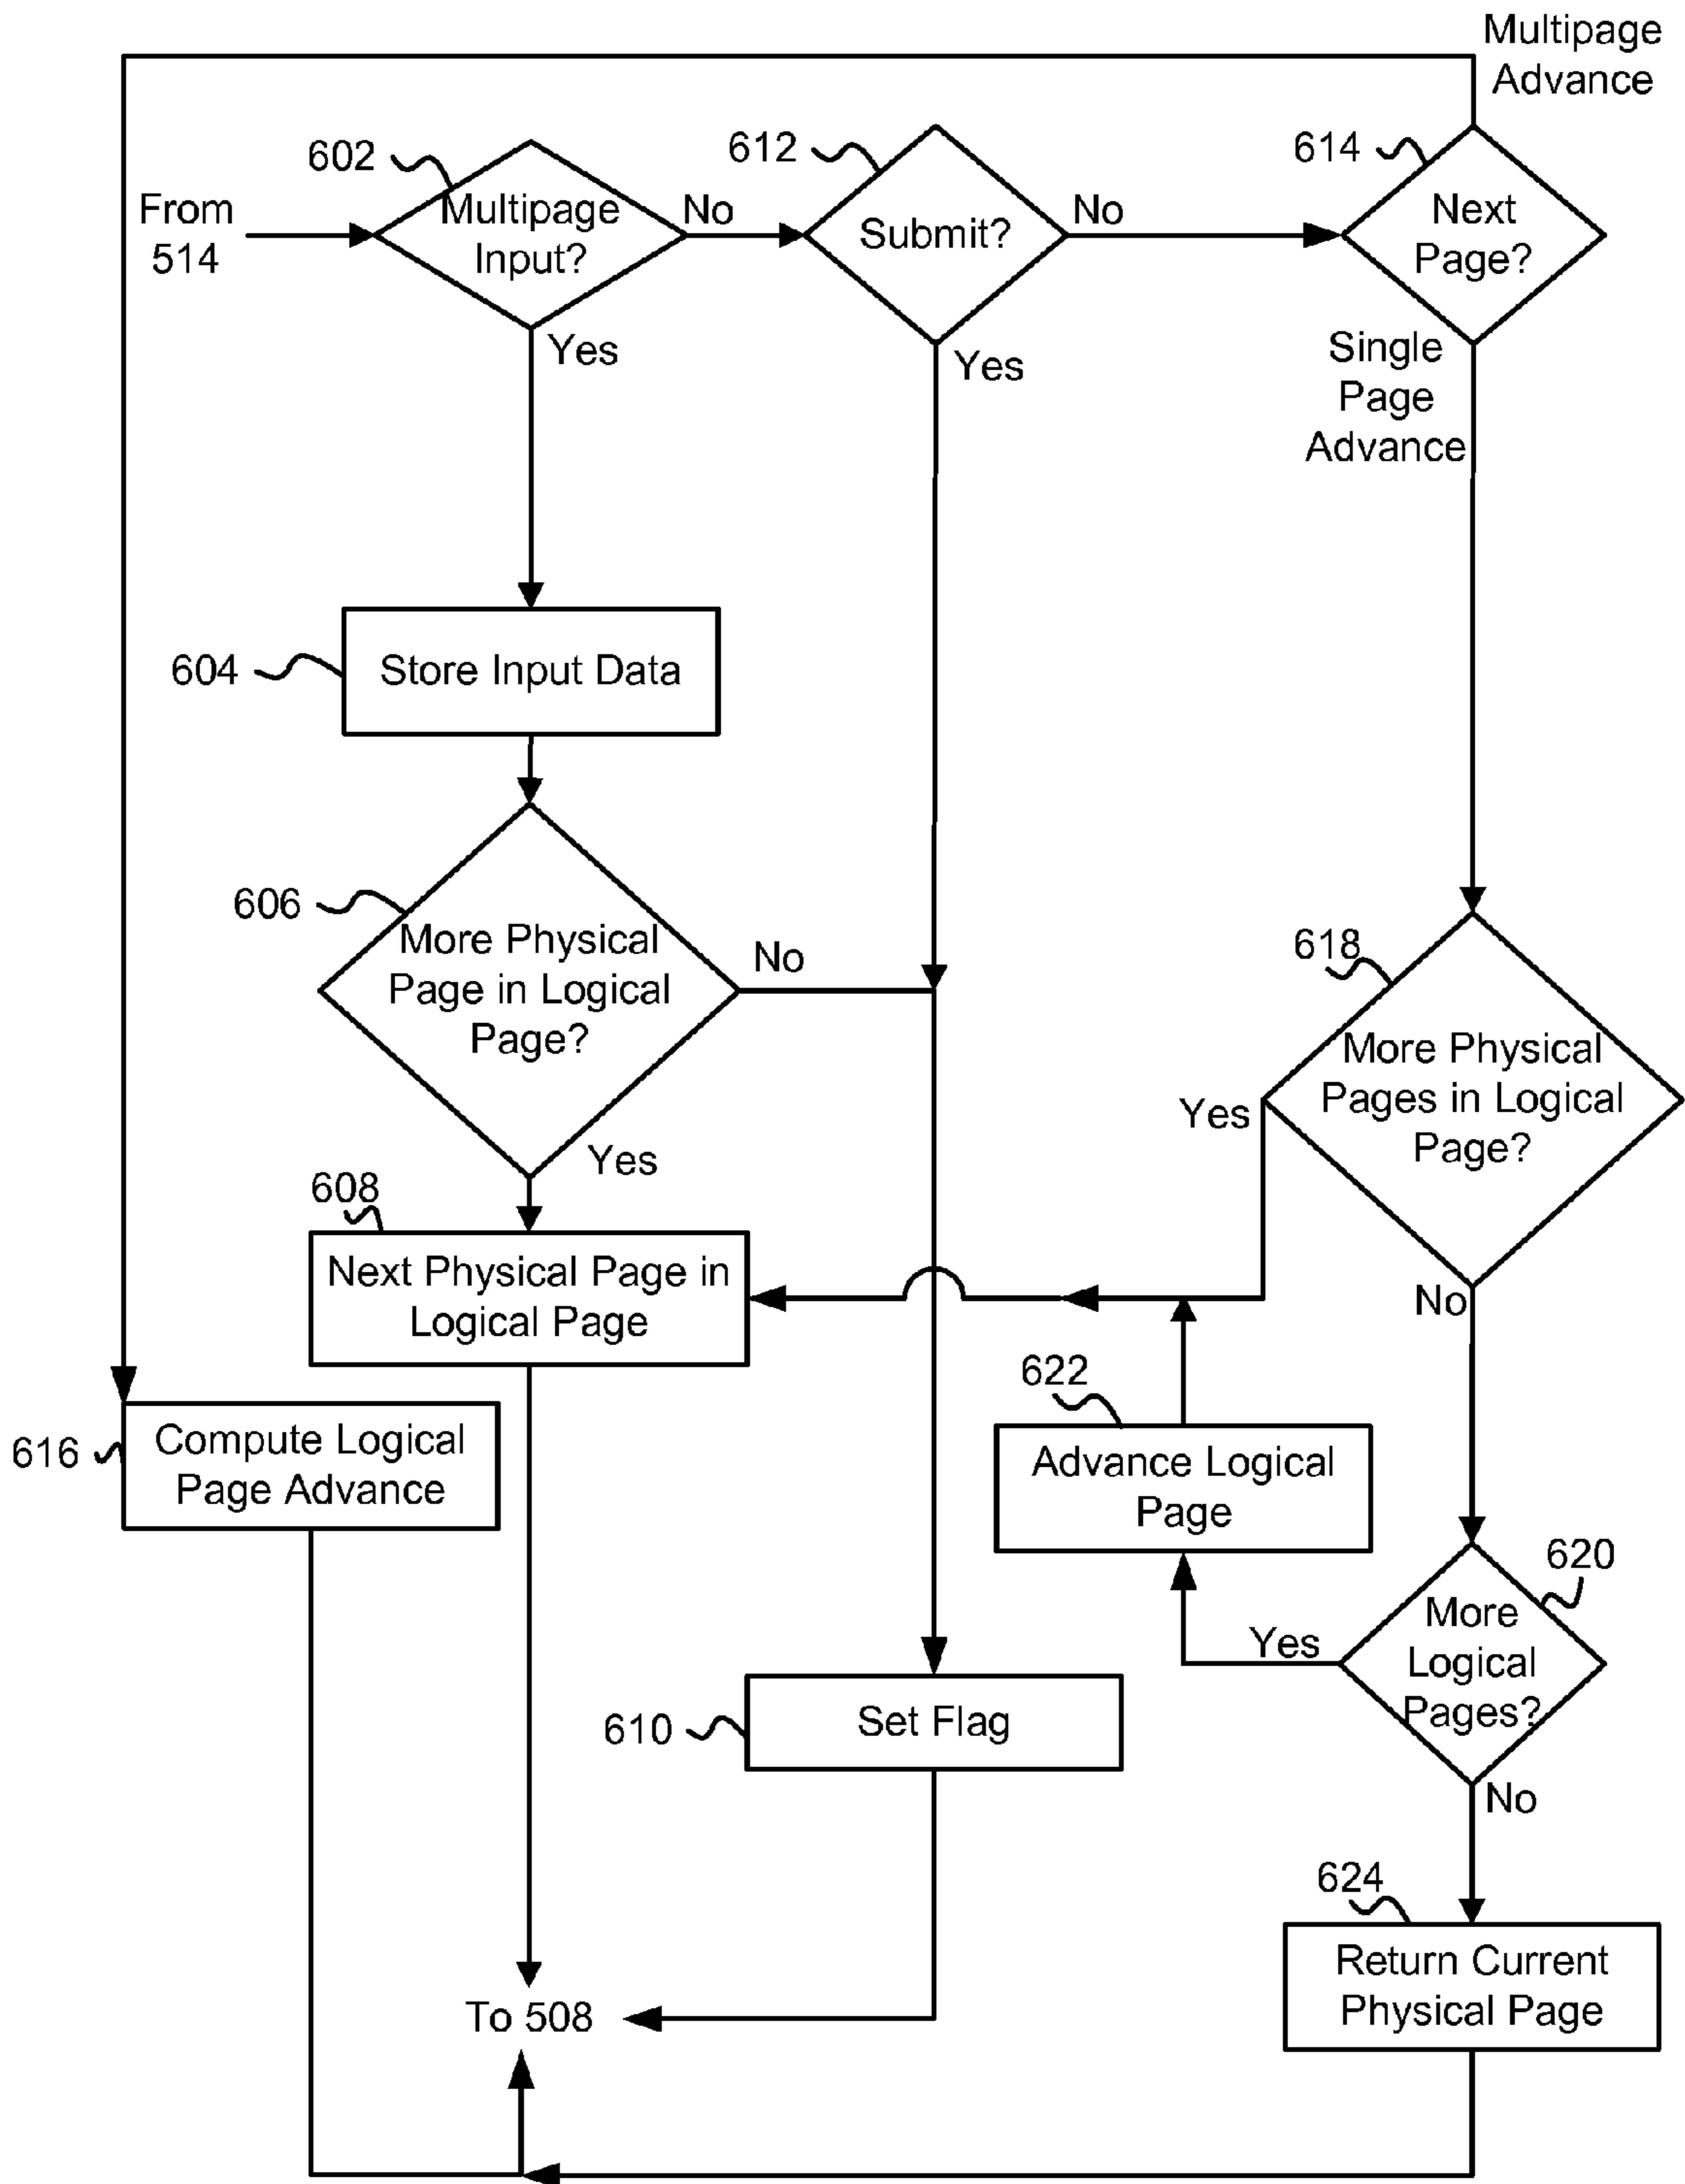 Multipage
Advance
602
612
614
From
514
Multipage
Input?
No
Submit?
No
Next
Page?
Yes
Yes
Single
Page
Advance
604
Store Input Data
606
More Physical
Page in Logical
Page?
No
618
More Physical
Pages in Logical
Page?
Yes
Yes
No
608
Next Physical Page in
Logical Page
622
Advance Logical
Page
616
Compute Logical
Page Advance
620
More
Logical
Pages?
Yes
No
610
Set Flag
624
Return Current
Physical Page
To 508